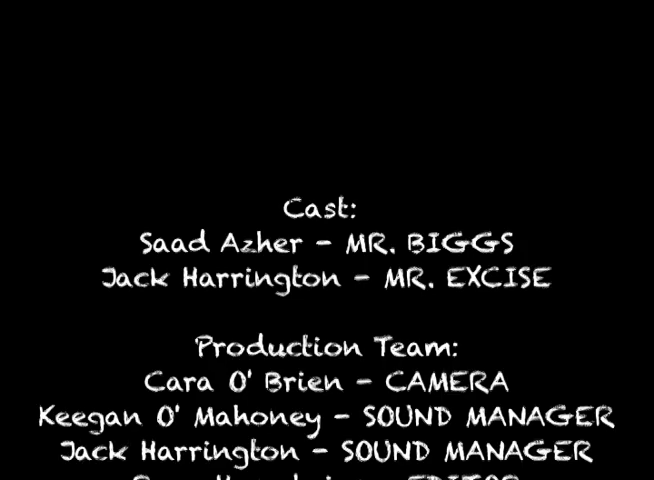 Cast:
Saad Azher - MR. BIGGS
Jack Harrington - MR. EXCISE
Production Team:
Cara O' Brien - CAMERA
Keegan O' Mahoney - SOUND MANAGER
Jack Harrington - SOUND MANAGER
- EDITOR